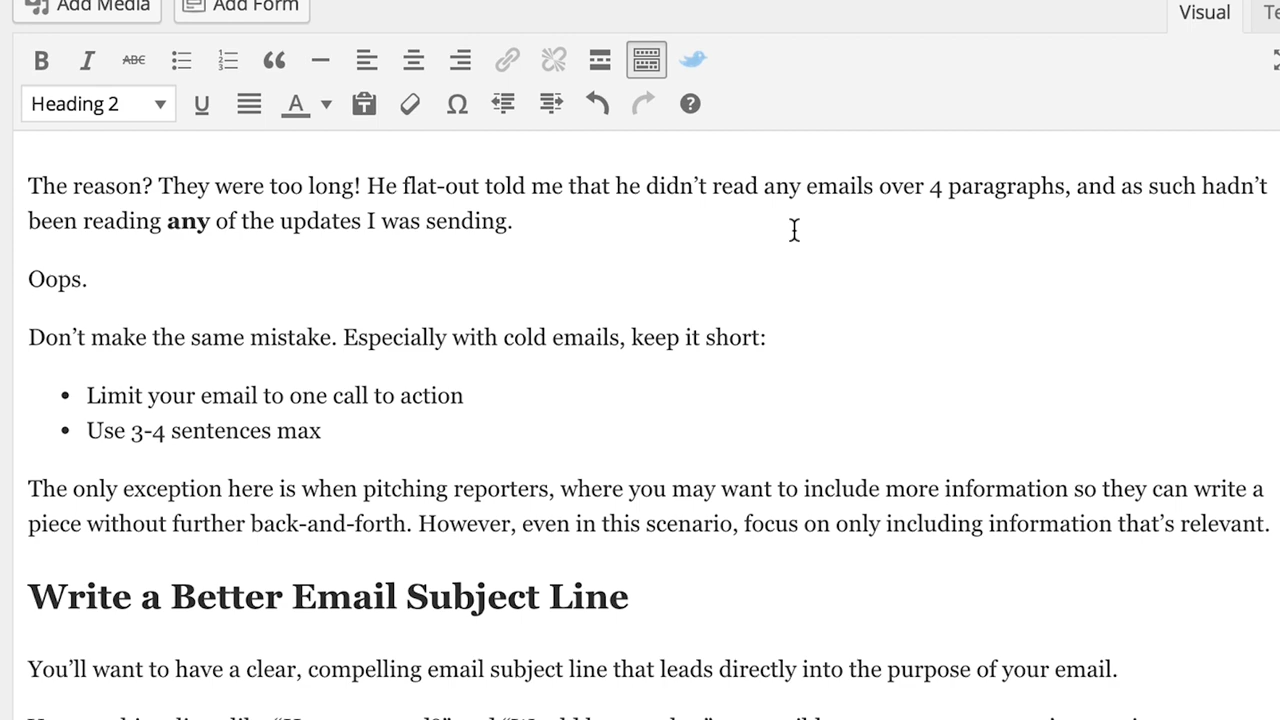 Add Media
Add Form
Visual
B I ABC
Heading 2
U A Ω ?
The reason? They were too long! He flat-out told me that he didn’t read any emails over 4 paragraphs, and as such hadn’t
been reading any of the updates I was sending.
Oops.
Don’t make the same mistake. Especially with cold emails, keep it short:
• Limit your email to one call to action
• Use 3-4 sentences max
The only exception here is when pitching reporters, where you may want to include more information so they can write a
piece without further back-and-forth. However, even in this scenario, focus on only including information that’s relevant.
Write a Better Email Subject Line
You’ll want to have a clear, compelling email subject line that leads directly into the purpose of your email.